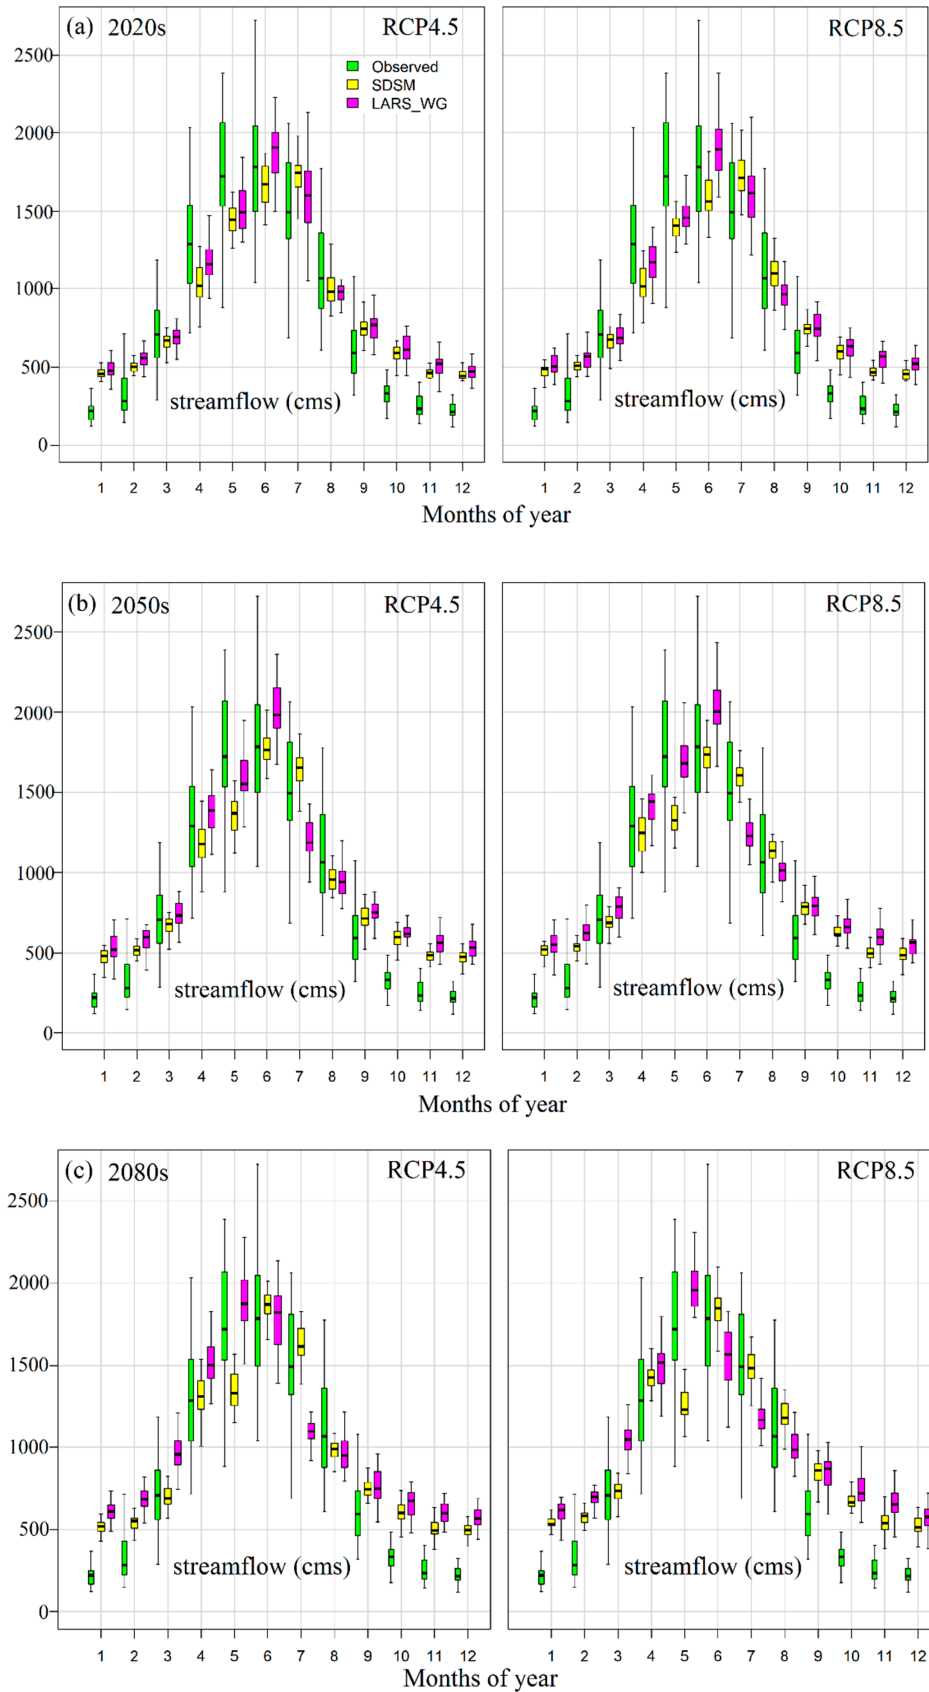 (a) 2020s RCP4.5 RCP8.5
2500
Observed
SDSM
LARS_WG
2000
1500
1000
500
streamflow (cms) streamflow (cms)
0
1 2 3 4 5 6 7 8 9 10 11 12 1 2 3 4 5 6 7 8 9 10 11 12
Months of year
(b) 2050s RCP4.5 RCP8.5
2500
2000
1500
1000
500
streamflow (cms) streamflow (cms)
0
1 2 3 4 5 6 7 8 9 10 11 12 1 2 3 4 5 6 7 8 9 10 11 12
Months of year
(c) 2080s RCP4.5 RCP8.5
2500
2000
1500
1000
500
streamflow (cms) streamflow (cms)
0
1 2 3 4 5 6 7 8 9 10 11 12 1 2 3 4 5 6 7 8 9 10 11 12
Months of year